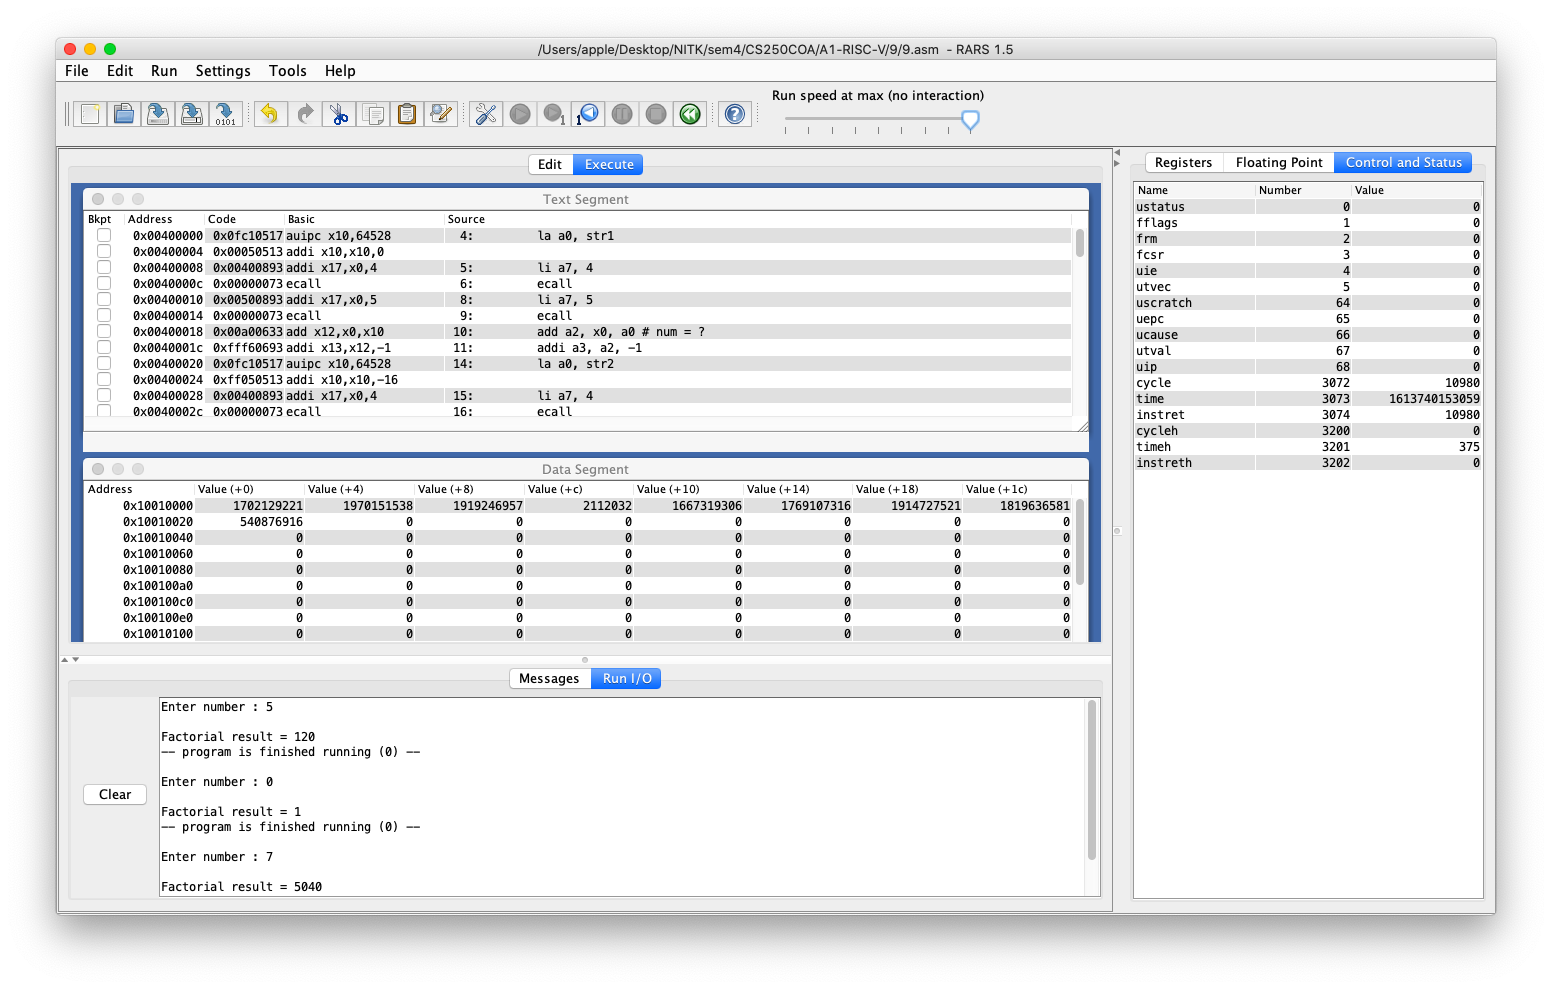 /Users/apple/Desktop/NITK/sem4/CS250COA/A1-RISC-V/9/9.asm - RARS 1.5
File Edit Run Settings Tools Help
Run speed at max (no interaction)
0101 1 1
Edit Execute
Registers Floating Point Control and Status
Text Segment
Bkpt Address Code Basic Source
0x00400000 0x0fc10517 auipc x10,64528 4: la a0, str1
0x00400004 0x00050513 addi x10,x10,0
0x00400008 0x00400893 addi x17,x0,4 5: li a7, 4
0x0040000c 0x00000073 ecall 6: ecall
0x00400010 0x00500893 addi x17,x0,5 8: li a7, 5
0x00400014 0x00000073 ecall 9: ecall
0x00400018 0x00a00633 add x12,x0,x10 10: add a2, x0, a0 # num = ?
0x0040001c 0xfff60693 addi x13,x12,-1 11: addi a3, a2, -1
0x00400020 0x0fc10517 auipc x10,64528 14: la a0, str2
0x00400024 0xff050513 addi x10,x10,-16
0x00400028 0x00400893 addi x17,x0,4 15: li a7, 4
0x0040002c 0x00000073 ecall 16: ecall
Data Segment
Address Value (+0) Value (+4) Value (+8) Value (+c) Value (+10) Value (+14) Value (+18) Value (+1c)
0x10010000 1702129221 1970151538 1919246957 2112032 1667319306 1769107316 1914727521 1819636581
0x10010020 540876916 0 0 0 0 0 0 0
0x10010040 0 0 0 0 0 0 0 0
0x10010060 0 0 0 0 0 0 0 0
0x10010080 0 0 0 0 0 0 0 0
0x100100a0 0 0 0 0 0 0 0 0
0x100100c0 0 0 0 0 0 0 0 0
0x100100e0 0 0 0 0 0 0 0 0
0x10010100 0 0 0 0 0 0 0 0
Messages Run I/O
Clear
Enter number : 5
Factorial result = 120
-- program is finished running (0) --
Enter number : 0
Factorial result = 1
-- program is finished running (0) --
Enter number : 7
Factorial result = 5040
Name Number Value
ustatus 0 0
fflags 1 0
frm 2 0
fcsr 3 0
uie 4 0
utvec 5 0
uscratch 64 0
uepc 65 0
ucause 66 0
utval 67 0
uip 68 0
cycle 3072 10980
time 3073 1613740153059
instret 3074 10980
cycleh 3200 0
timeh 3201 375
instreth 3202 0